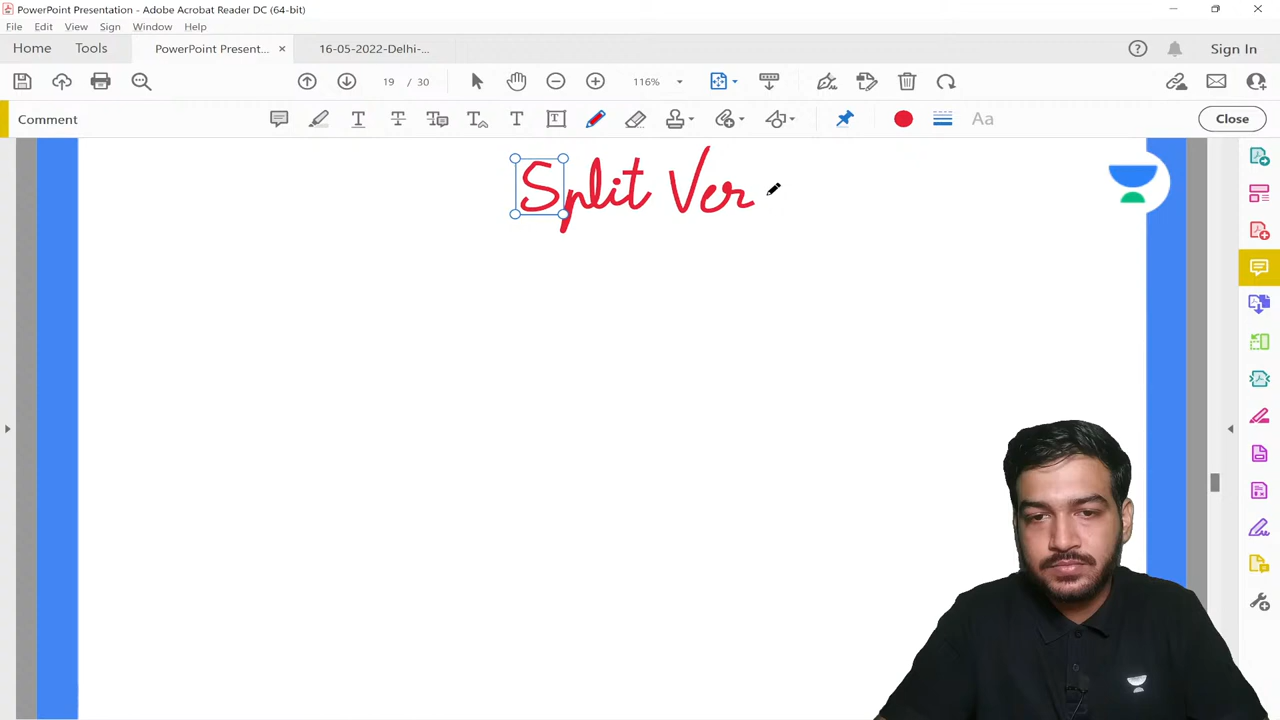 PowerPoint Presentation - Adobe Acrobat Reader DC (64-bit)
File Edit View Sign Window Help
Home Tools PowerPoint Present... × 16-05-2022-Delhi-... Sign In
19 / 30 116%
Comment Aa Close
Split Ver